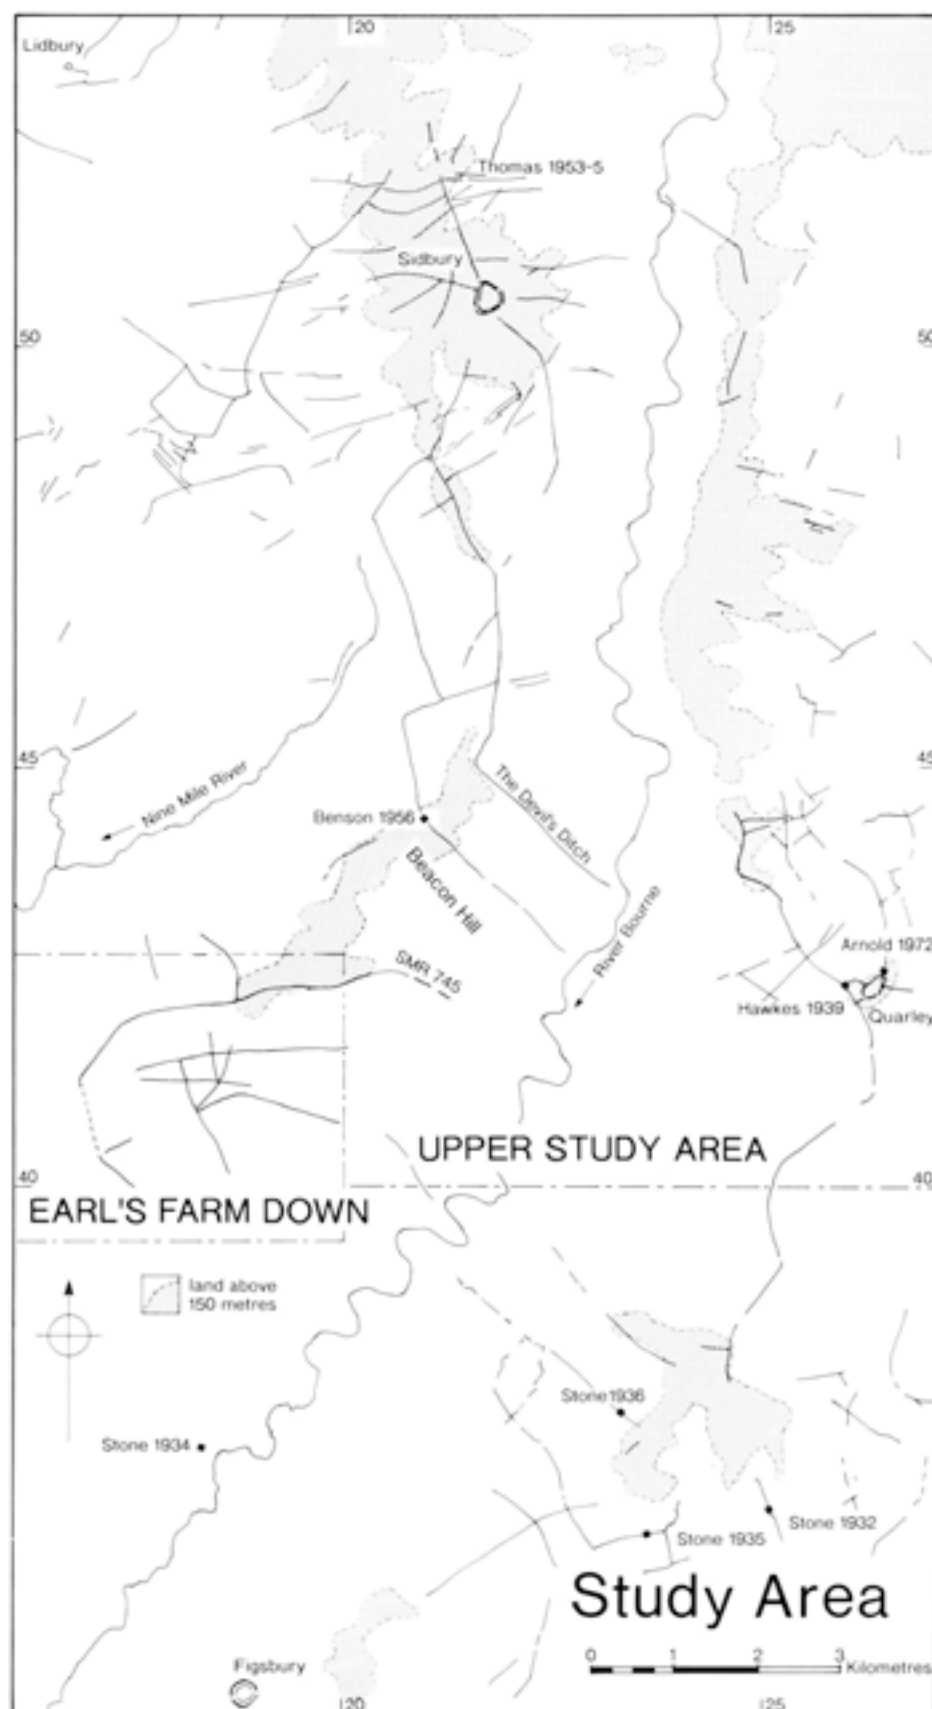 20
25
Lidbury
Thomas 1953-5
Sidbury
50
50
45
45
Nine Mile River
The Devil's Ditch
Benson 1956
Beacon Hill
River Bourne
Arnold 1972
SMR 745
Hawkes 1939
Quarley
UPPER STUDY AREA
40
40
EARL'S FARM DOWN
land above
150 metres
Stone 1936
Stone 1934
Stone 1932
Stone 1935
Study Area
0 1 2 3
Kilometres
Figsbury
20
25